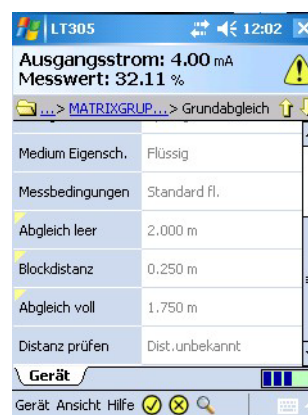 LT305 12:02
Ausgangsstrom: 4.00 mA
Messwert: 32.11 %
...> MATRIXGRUP...> Grundabgleich
Medium Eigensch. Flüssig
Messbedingungen Standard fl.
Abgleich leer 2.000 m
Blockdistanz 0.250 m
Abgleich voll 1.750 m
Distanz prüfen Dist.unbekannt
Gerät
Gerät Ansicht Hilfe